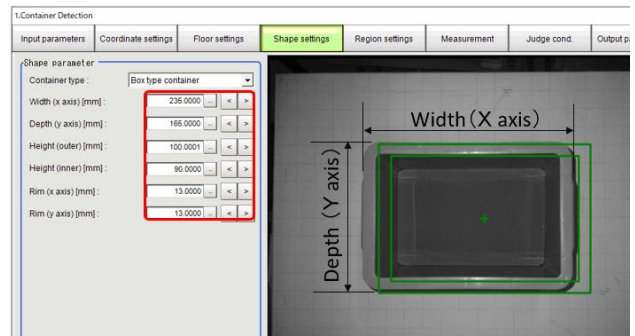 1.Container Detection
Input parameters Coordinate settings Floor settings Shape settings Region settings Measurement Judge cond. Output pa
Shape parameter
Container type : Box type container
Width (x axis) [mm] : 235.0000 ... < >
Depth (y axis) [mm] : 165.0000 ... < >
Height (outer) [mm] : 100.0001 ... < >
Height (inner) [mm] : 90.0000 ... < >
Rim (x axis) [mm] : 13.0000 ... < >
Rim (y axis) [mm] : 13.0000 ... < >
Width (X axis)
Depth (Y axis)